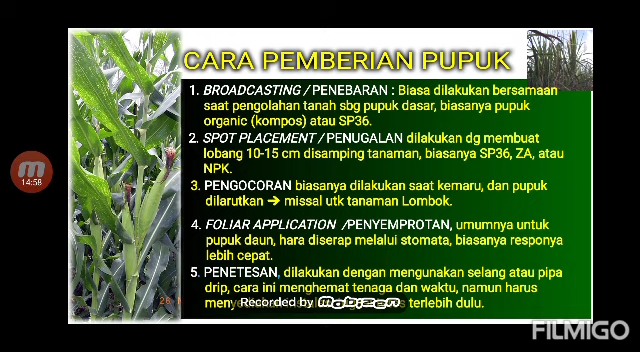 CARA PEMBERIAN PUPUK
1. BROADCASTING / PENEBARAN : Biasa dilakukan bersamaan
saat pengolahan tanah sbg pupuk dasar, biasanya pupuk
organic (kompos) atau SP36.
2. SPOT PLACEMENT / PENUGALAN dilakukan dg membuat
lobang 10-15 cm disamping tanaman, biasanya SP36, ZA, atau
NPK.
14:58
3. PENGOCORAN biasanya dilakukan saat kemaru, dan pupuk
dilarutkan ➔ missal utk tanaman Lombok.
4. FOLIAR APPLICATION /PENYEMPROTAN, umumnya untuk
pupuk daun, hara diserap melalui stomata, biasanya responya
lebih cepat.
5. PENETESAN, dilakukan dengan mengunakan selang atau pipa
drip, cara ini menghemat tenaga dan waktu, namun harus
terlebih dulu.
Recorded by mobizen
FILMIGO